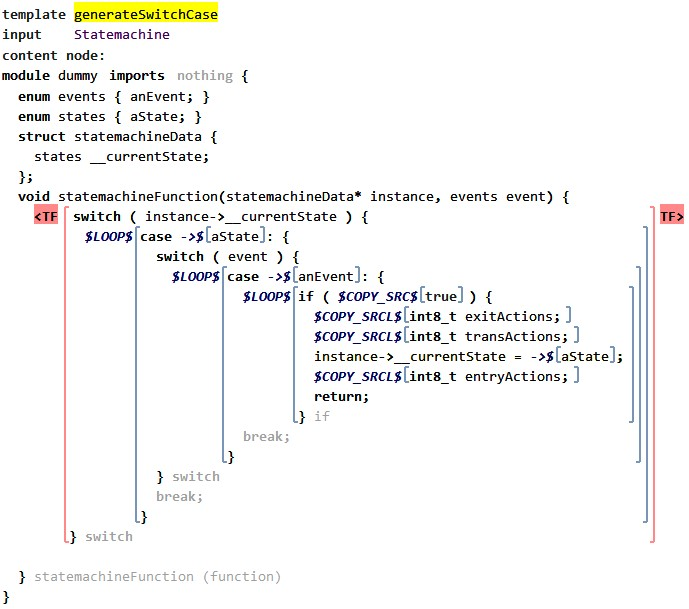 template generateSwitchCase
input    Statemachine
content node:
module dummy imports nothing {
  enum events { anEvent; }
  enum states { aState; }
  struct statemachineData {
    states __currentState;
  };
  void statemachineFunction(statemachineData* instance, events event) {
    <TF [switch ( instance->__currentState ) { ] TF>
          $LOOP$[case ->$[aState]: {
                   switch ( event ) {
                     $LOOP$[case ->$[anEvent]: {
                              $LOOP$[if ( $COPY_SRC$[true] ) {
                                       $COPY_SRCL$[int8_t exitActions; ]
                                       $COPY_SRCL$[int8_t transActions; ]
                                       instance->__currentState = ->$[aState];
                                       $COPY_SRCL$[int8_t entryActions; ]
                                       return;
                                     } if
                              break;
                            }
                   } switch
                   break;
                 }
        } switch
  } statemachineFunction (function)
}